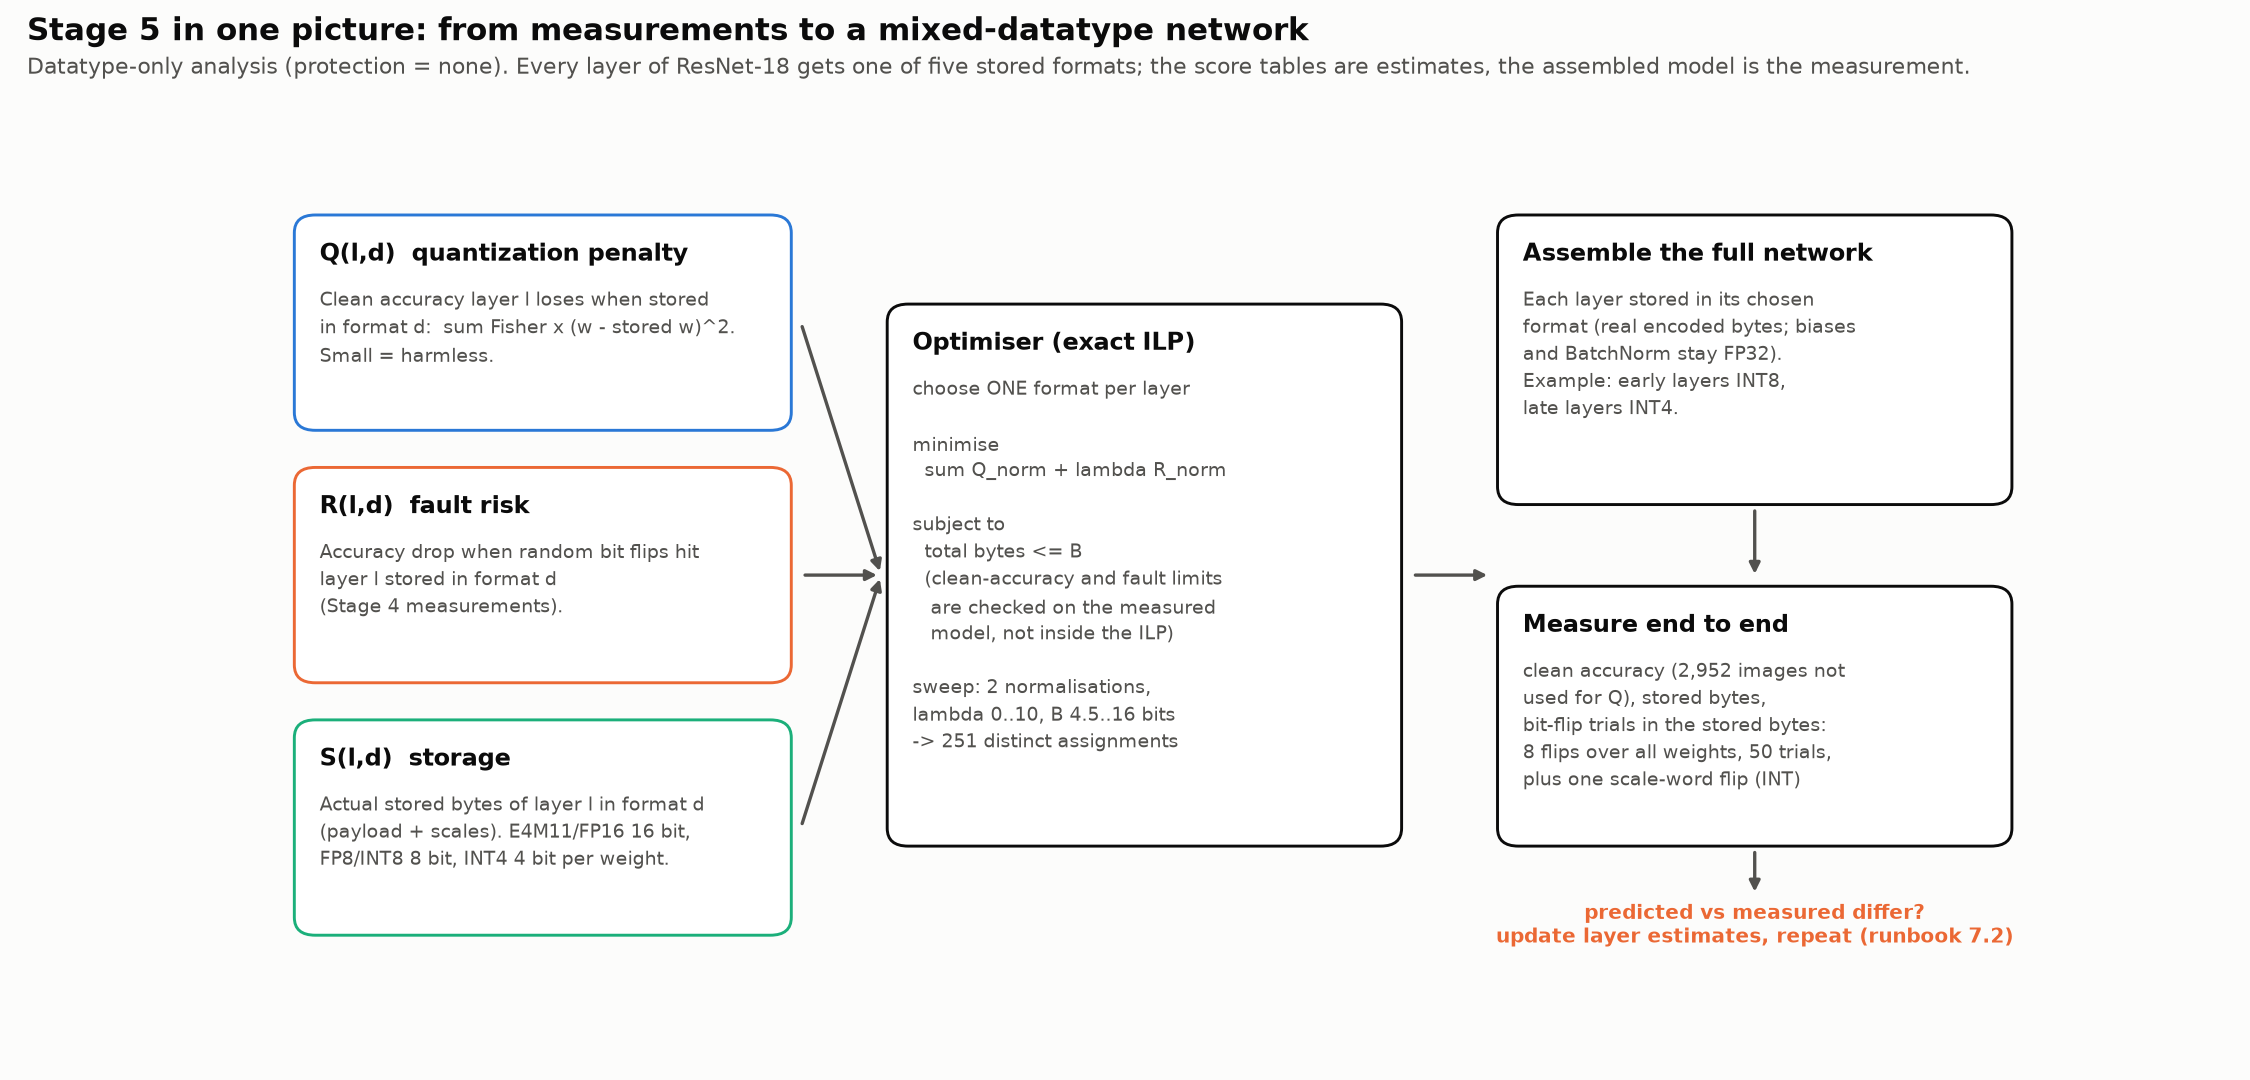 Stage 5 in one picture: from measurements to a mixed-datatype network
Datatype-only analysis (protection = none). Every layer of ResNet-18 gets one of five stored formats; the score tables are estimates, the assembled model is the measurement.
Q(l,d)  quantization penalty
Clean accuracy layer l loses when stored
in format d:  sum Fisher x (w - stored w)^2.
Small = harmless.
R(l,d)  fault risk
Accuracy drop when random bit flips hit
layer l stored in format d
(Stage 4 measurements).
S(l,d)  storage
Actual stored bytes of layer l in format d
(payload + scales). E4M11/FP16 16 bit,
FP8/INT8 8 bit, INT4 4 bit per weight.
Optimiser (exact ILP)
choose ONE format per layer
minimise
sum Q_norm + lambda R_norm
subject to
total bytes <= B
(clean-accuracy and fault limits
are checked on the measured
model, not inside the ILP)
sweep: 2 normalisations,
lambda 0..10, B 4.5..16 bits
-> 251 distinct assignments
Assemble the full network
Each layer stored in its chosen
format (real encoded bytes; biases
and BatchNorm stay FP32).
Example: early layers INT8,
late layers INT4.
Measure end to end
clean accuracy (2,952 images not
used for Q), stored bytes,
bit-flip trials in the stored bytes:
8 flips over all weights, 50 trials,
plus one scale-word flip (INT)
predicted vs measured differ?
update layer estimates, repeat (runbook 7.2)